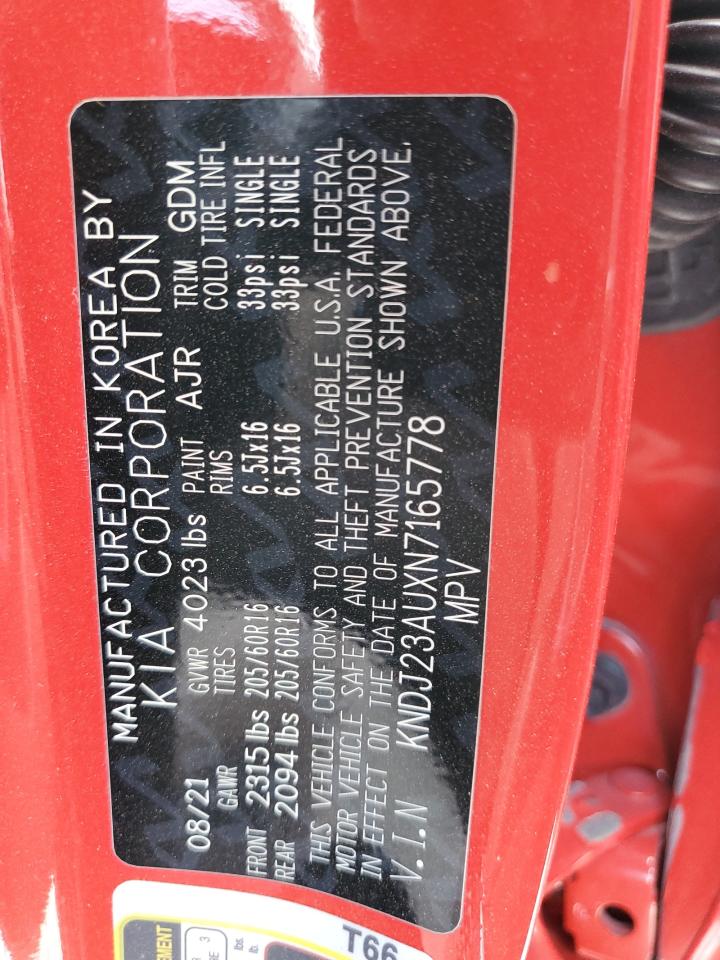 MANUFACTURED IN KOREA BY
KIA CORPORATION
08/21 GVWR 4023 lbs PAINT AJR TRIM GDM
GAWR TIRES RIMS COLD TIRE INFL
FRONT 2315 lbs 205/60R16 6.5Jx16 33psi SINGLE
REAR 2094 lbs 205/60R16 6.5Jx16 33psi SINGLE
THIS VEHICLE CONFORMS TO ALL APPLICABLE U.S.A. FEDERAL
MOTOR VEHICLE SAFETY AND THEFT PREVENTION STANDARDS
IN EFFECT ON THE DATE OF MANUFACTURE SHOWN ABOVE.
V.I.N KNDJ23AUXN7165778
MPV
T66
3
lbs
lb.